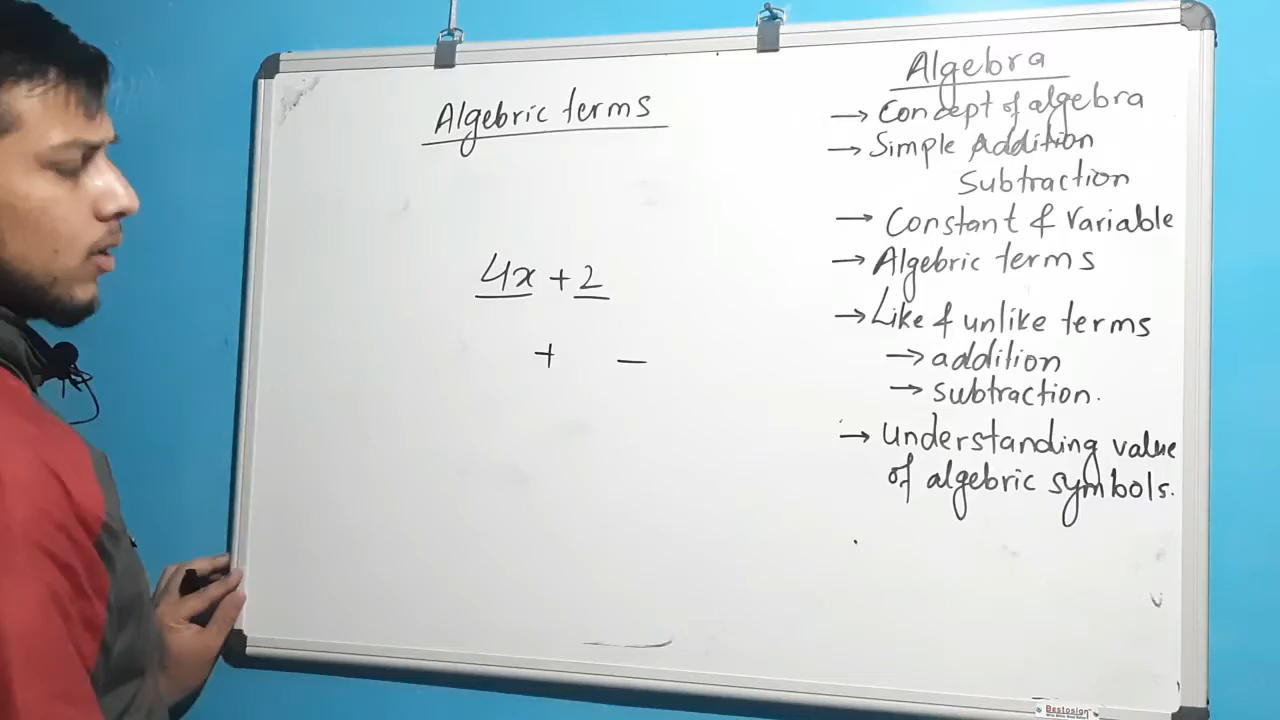 Algebric terms
4x + 2
+ —
Algebra
→ Concept of algebra
→ Simple Addition
Subtraction
→ Constant & Variable
→ Algebric terms
→ Like & unlike terms
→ addition
→ subtraction.
→ Understanding value
of algebric symbols.
Bestosign